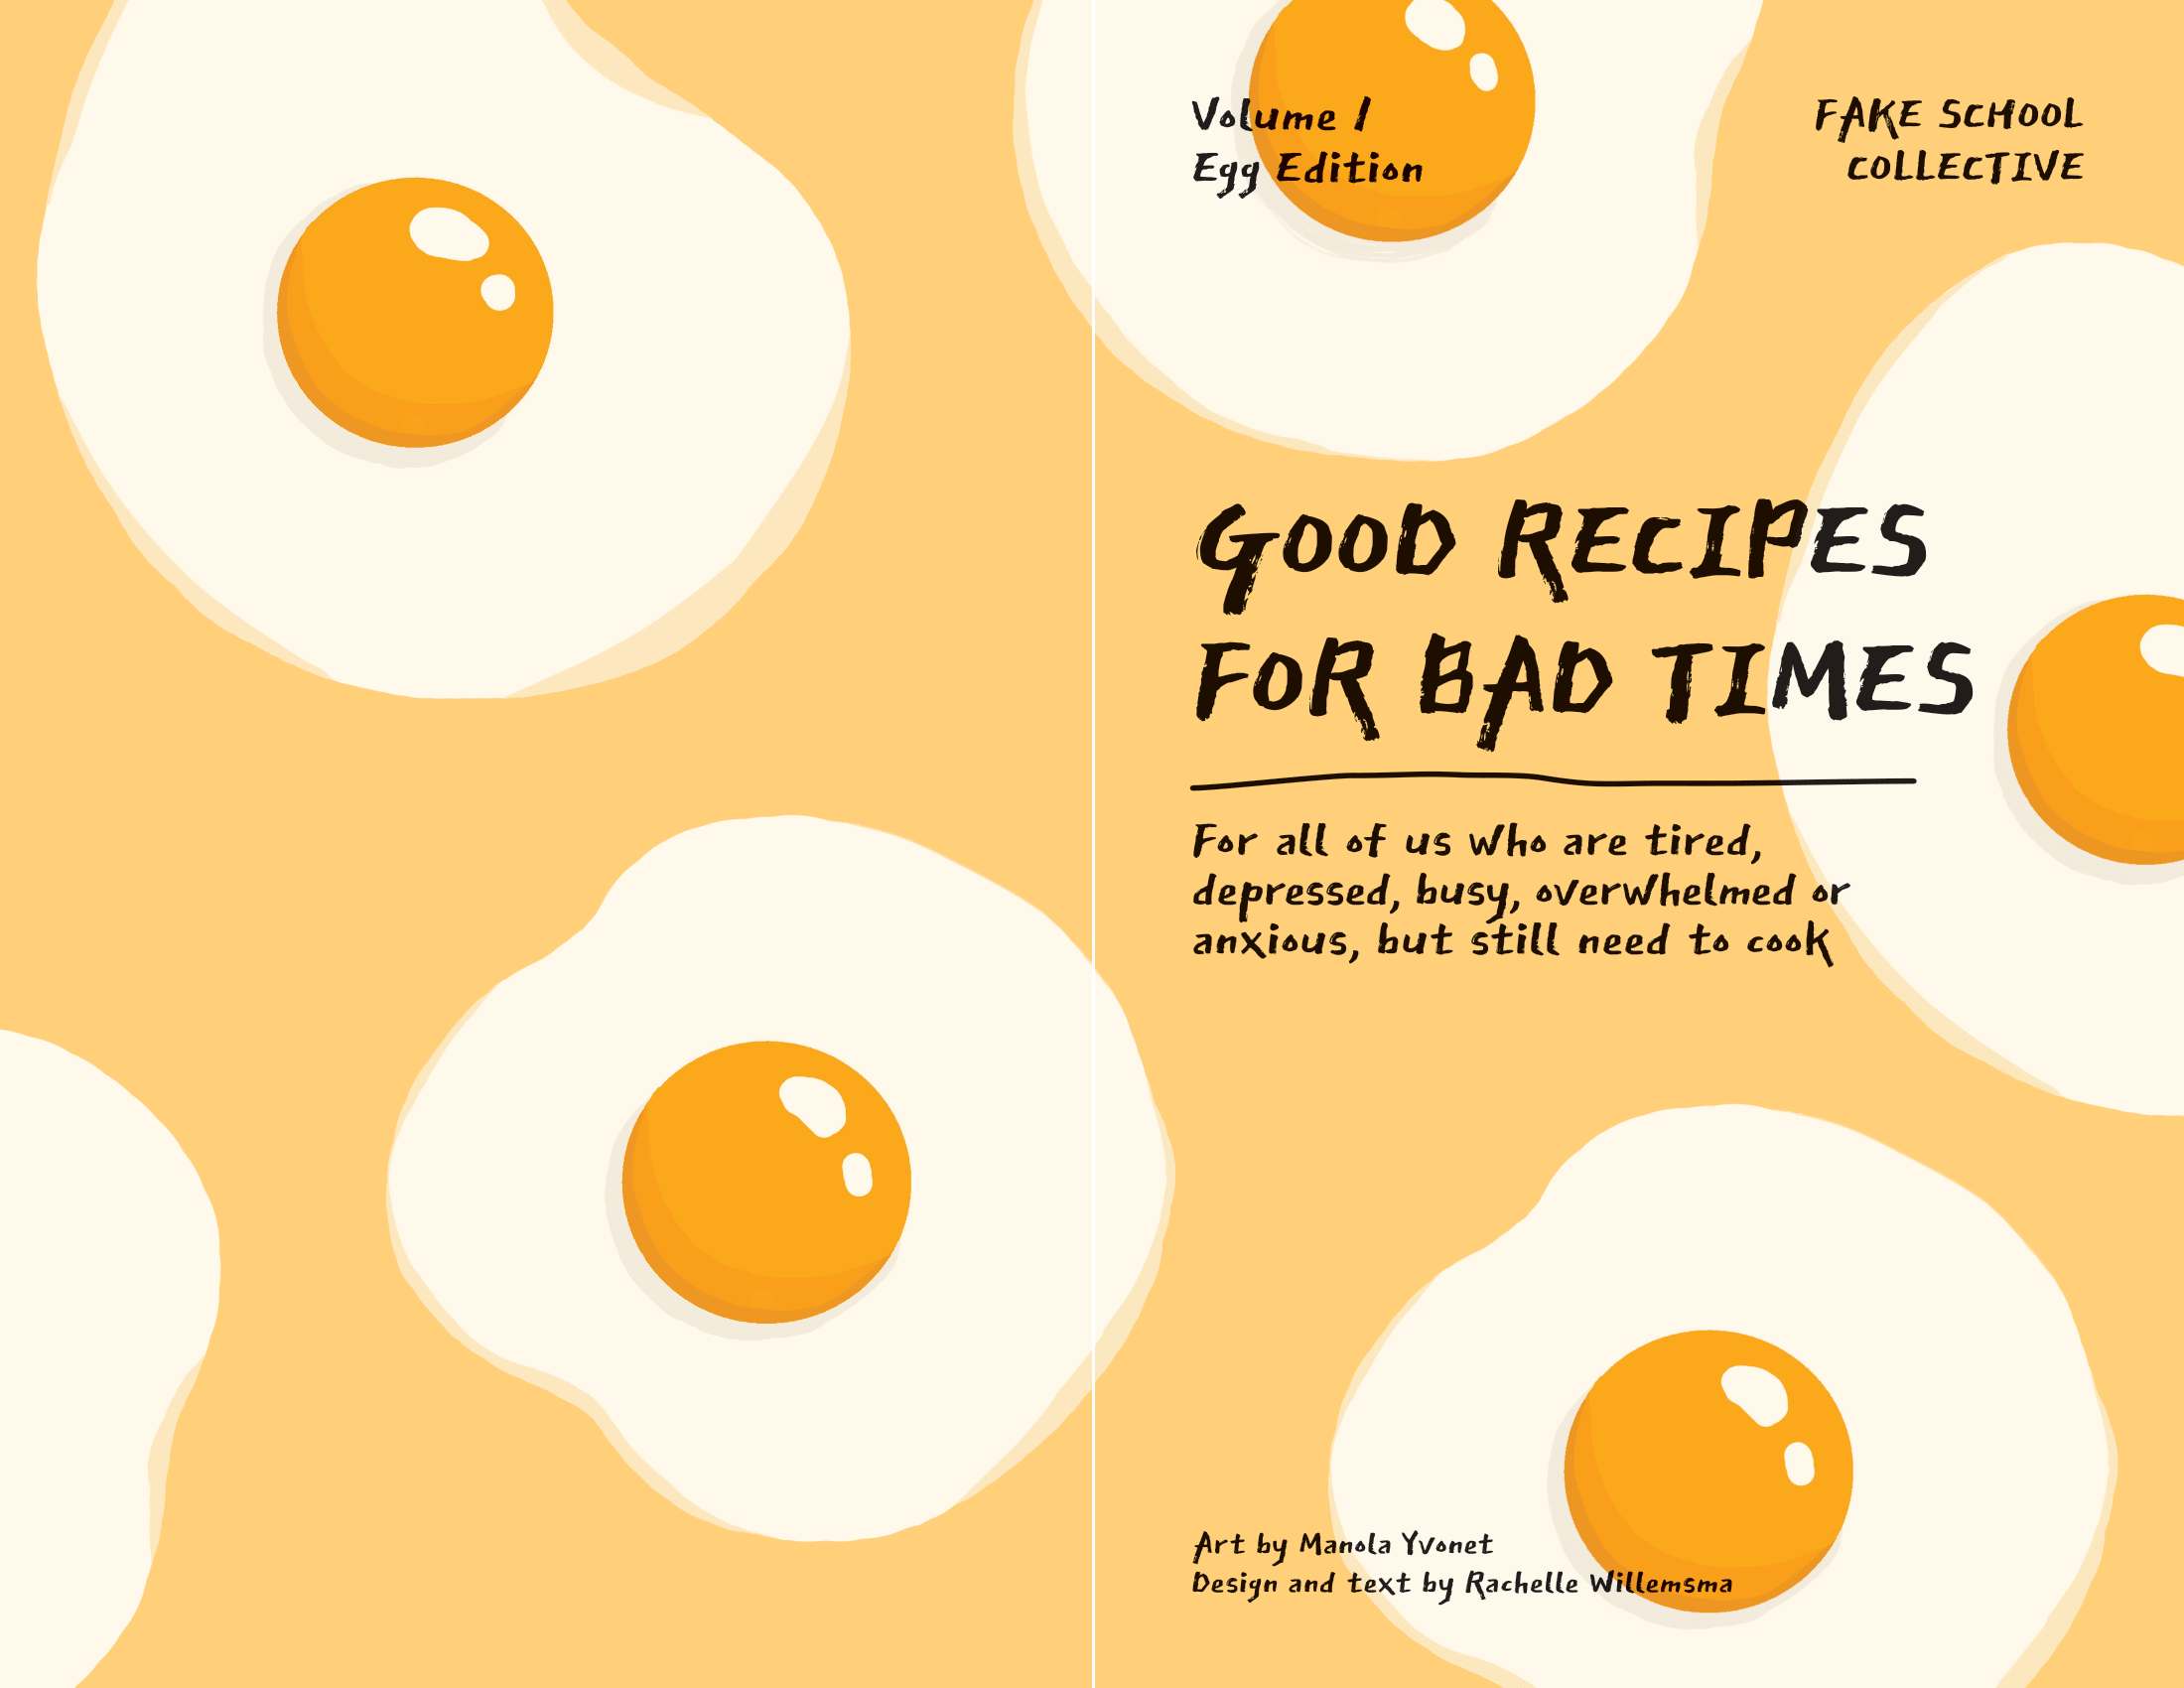 Volume 1
Egg Edition
FAKE SCHOOL
COLLECTIVE
GOOD RECIPES
FOR BAD TIMES
For all of us who are tired,
depressed, busy, overwhelmed or
anxious, but still need to cook
Art by Manola Yvonet
Design and text by Rachelle Willemsma